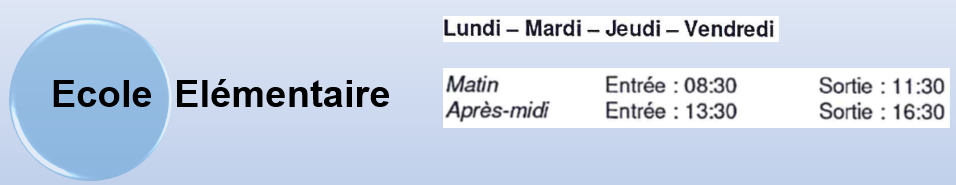 Ecole Elémentaire
Lundi – Mardi – Jeudi – Vendredi
Matin Entrée : 08:30 Sortie : 11:30
Après-midi Entrée : 13:30 Sortie : 16:30